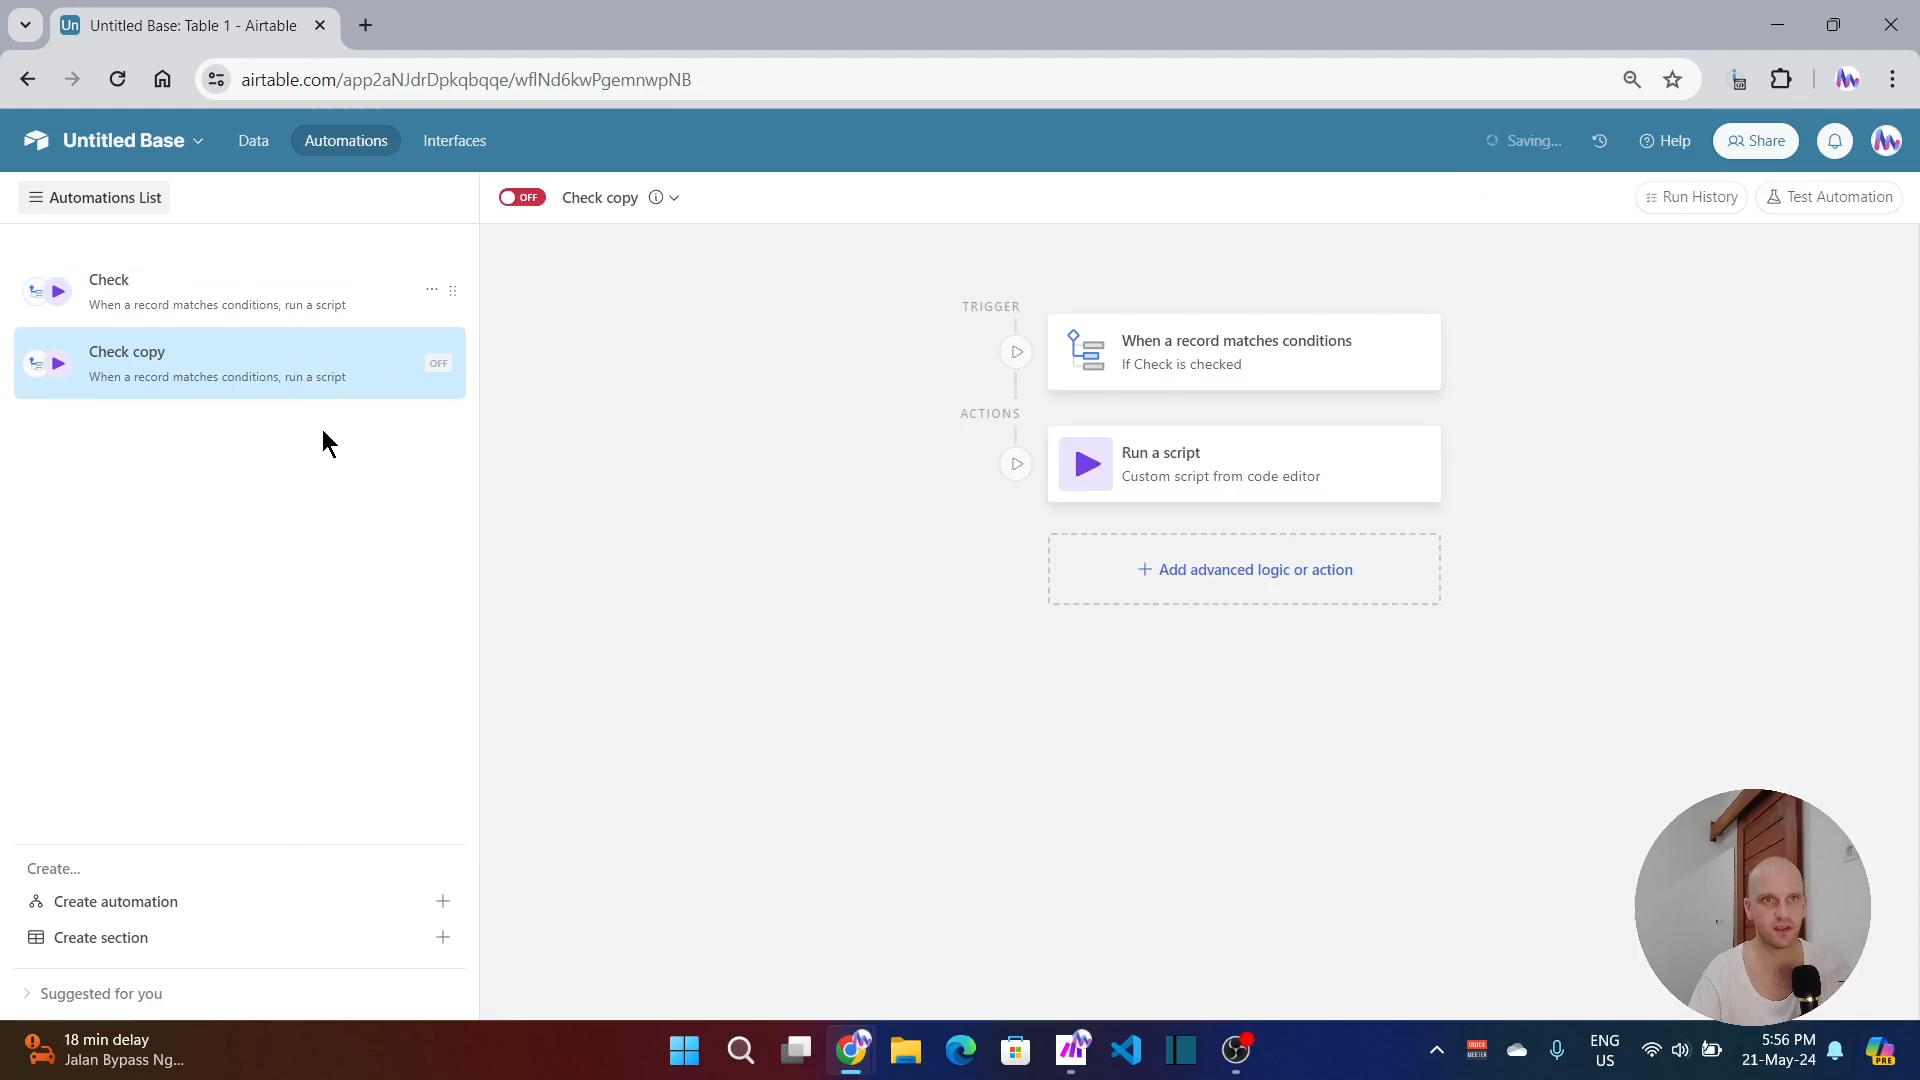 Un
Untitled Base: Table 1 - Airtable
airtable.com/app2aNJdrDpkqbqqe/wflNd6kwPgemnwpNB
Untitled Base
Data
Automations
Interfaces
Saving...
Help
Share
Automations List
OFF
Check copy
Run History
Test Automation
Check
When a record matches conditions, run a script
Check copy
When a record matches conditions, run a script
OFF
TRIGGER
When a record matches conditions
If Check is checked
ACTIONS
Run a script
Custom script from code editor
Add advanced logic or action
Create...
Create automation
Create section
Suggested for you
18 min delay
Jalan Bypass Ng...
VOICE
MEETER
ENG
US
5:56 PM
21-May-24
PRE